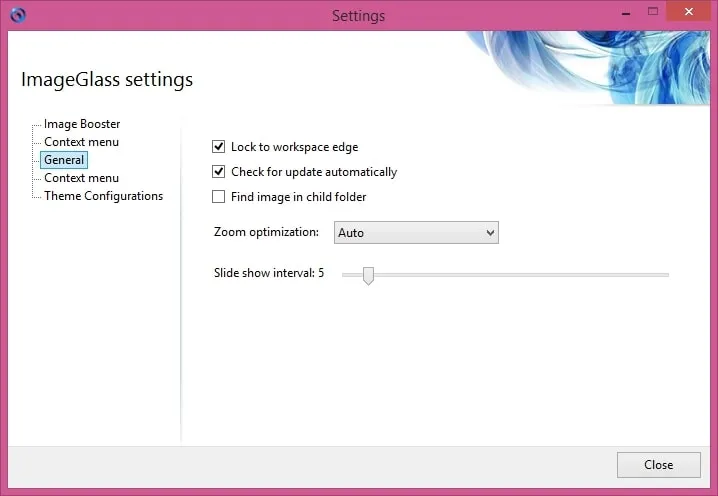 Settings
ImageGlass settings
Image Booster
Context menu
General
Context menu
Theme Configurations
Lock to workspace edge
Check for update automatically
Find image in child folder
Zoom optimization: Auto
Slide show interval: 5
Close